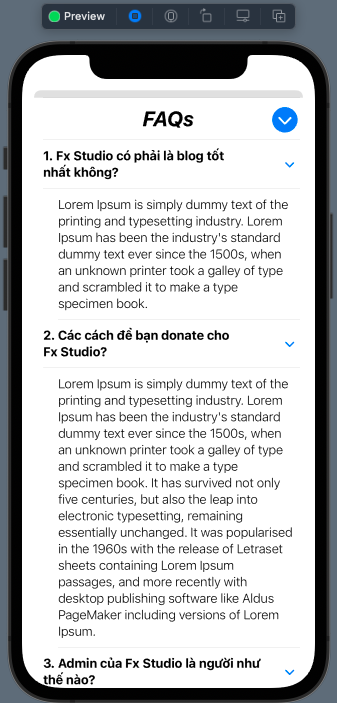 Preview
FAQs
1. Fx Studio có phải là blog tốt
nhất không?
Lorem Ipsum is simply dummy text of the
printing and typesetting industry. Lorem
Ipsum has been the industry's standard
dummy text ever since the 1500s, when
an unknown printer took a galley of type
and scrambled it to make a type
specimen book.
2. Các cách để bạn donate cho
Fx Studio?
Lorem Ipsum is simply dummy text of the
printing and typesetting industry. Lorem
Ipsum has been the industry's standard
dummy text ever since the 1500s, when
an unknown printer took a galley of type
and scrambled it to make a type
specimen book. It has survived not only
five centuries, but also the leap into
electronic typesetting, remaining
essentially unchanged. It was popularised
in the 1960s with the release of Letraset
sheets containing Lorem Ipsum
passages, and more recently with
desktop publishing software like Aldus
PageMaker including versions of Lorem
Ipsum.
3. Admin của Fx Studio là người như
thế nào?